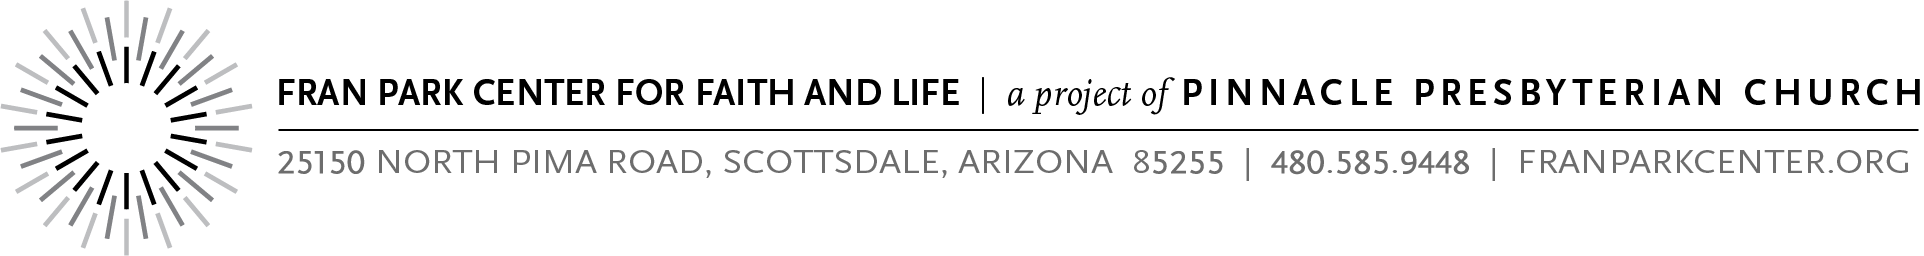 FRAN PARK CENTER FOR FAITH AND LIFE | a project of PINNACLE PRESBYTERIAN CHURCH
25150 NORTH PIMA ROAD, SCOTTSDALE, ARIZONA 85255 | 480.585.9448 | FRANPARKCENTER.ORG